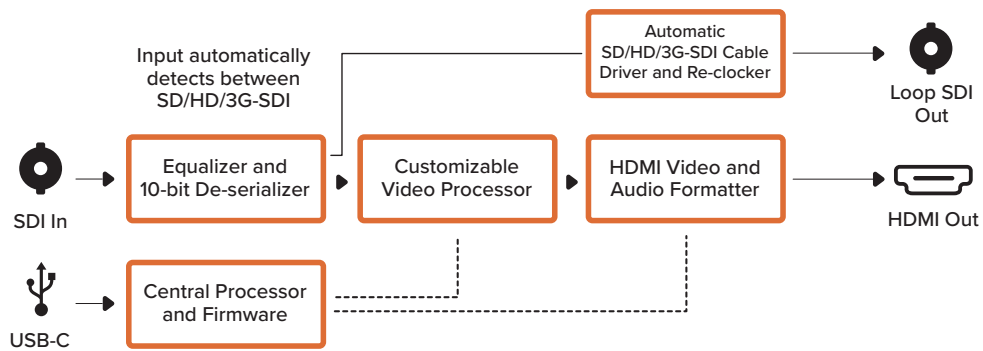 Input automatically
detects between
SD/HD/3G-SDI
Automatic
SD/HD/3G-SDI Cable
Driver and Re-clocker
Loop SDI
Out
SDI In
Equalizer and
10-bit De-serializer
Customizable
Video Processor
HDMI Video and
Audio Formatter
HDMI Out
USB-C
Central Processor
and Firmware